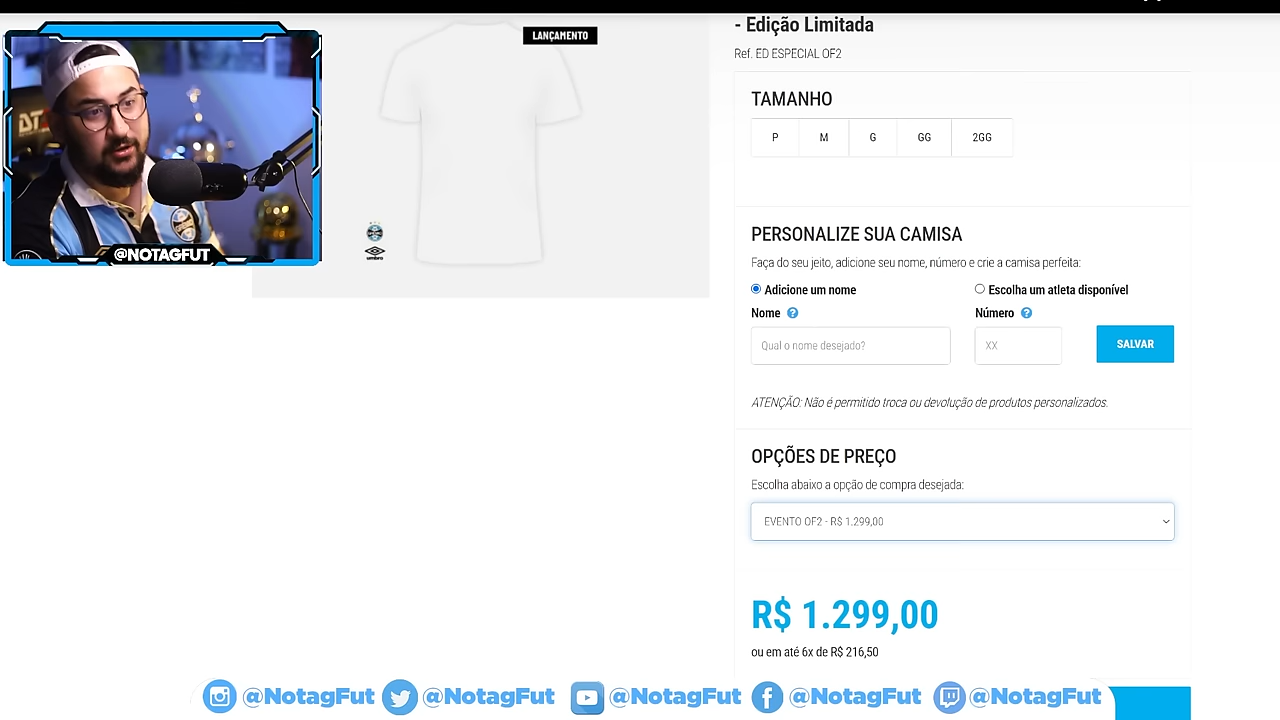 LANÇAMENTO
- Edição Limitada
Ref. ED ESPECIAL OF2
TAMANHO
P M G GG 2GG
@NOTAGFUT
umbro
PERSONALIZE SUA CAMISA
Faça do seu jeito, adicione seu nome, número e crie a camisa perfeita:
Adicione um nome Escolha um atleta disponível
Nome ? Número ?
Qual o nome desejado? XX SALVAR
ATENÇÃO: Não é permitido troca ou devolução de produtos personalizados.
OPÇÕES DE PREÇO
Escolha abaixo a opção de compra desejada:
EVENTO OF2 - R$ 1.299,00
R$ 1.299,00
ou em até 6x de R$ 216,50
@NotagFut @NotagFut @NotagFut @NotagFut @NotagFut